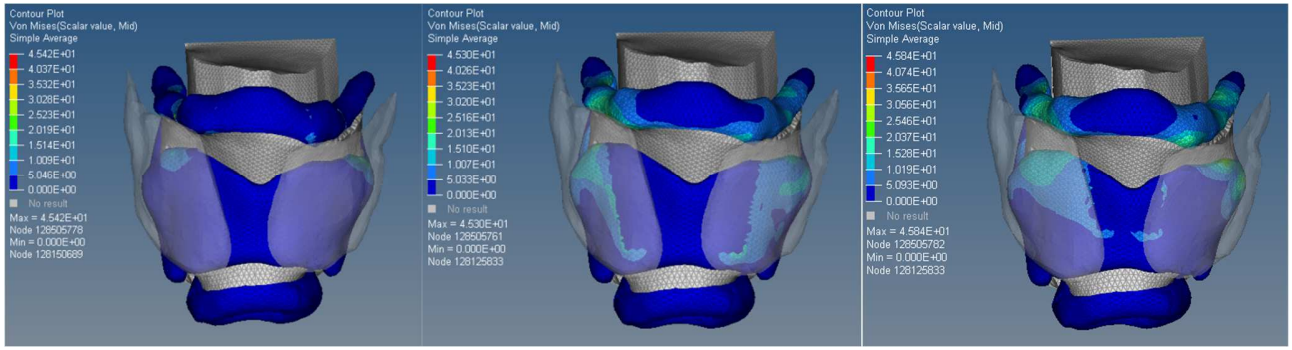 Contour Plot
Von Mises(Scalar value, Mid)
Simple Average
4.542E+01
4.037E+01
3.532E+01
3.028E+01
2.523E+01
2.019E+01
1.514E+01
1.009E+01
5.046E+00
0.000E+00
No result
Max = 4.542E+01
Node 128505778
Min = 0.000E+00
Node 128150689
Contour Plot
Von Mises(Scalar value, Mid)
Simple Average
4.530E+01
4.026E+01
3.523E+01
3.020E+01
2.516E+01
2.013E+01
1.510E+01
1.007E+01
5.033E+00
0.000E+00
No result
Max = 4.530E+01
Node 128505761
Min = 0.000E+00
Node 128125833
Contour Plot
Von Mises(Scalar value, Mid)
Simple Average
4.584E+01
4.074E+01
3.565E+01
3.056E+01
2.546E+01
2.037E+01
1.528E+01
1.019E+01
5.093E+00
0.000E+00
No result
Max = 4.584E+01
Node 128505782
Min = 0.000E+00
Node 128125833